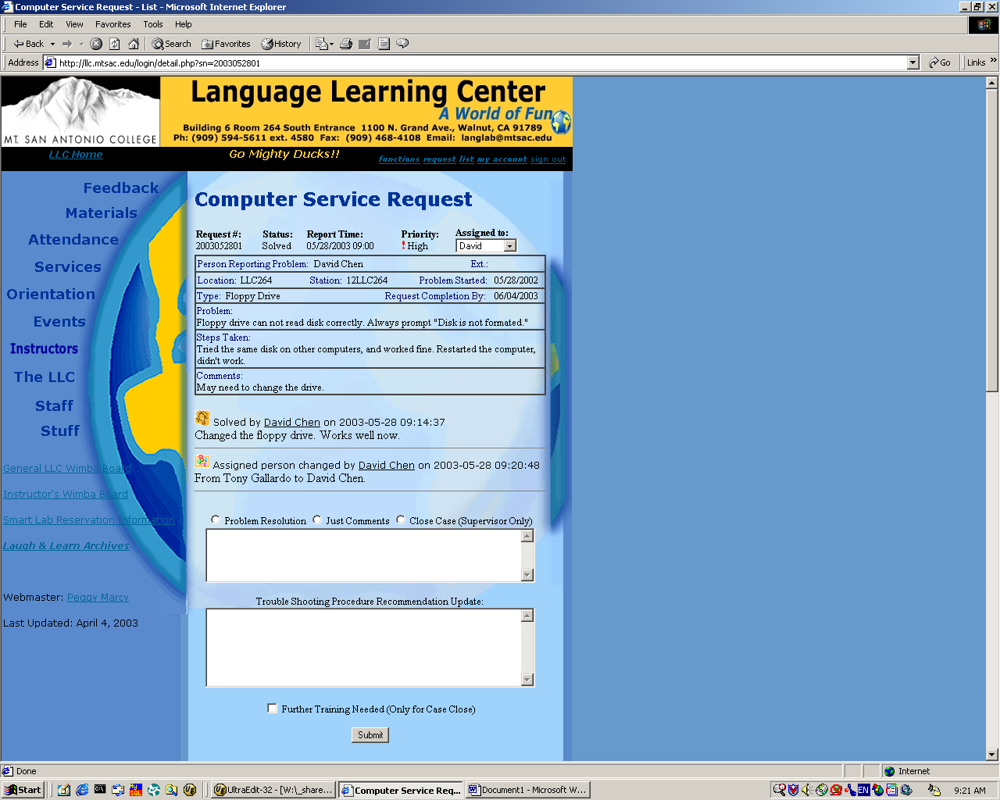 Computer Service Request - List - Microsoft Internet Explorer
File Edit View Favorites Tools Help
Back Search Favorites History
Address http://llc.mtsac.edu/login/detail.php?sn=2003052801 Go Links »
Language Learning Center
A World of Fun
Building 6 Room 264 South Entrance 1100 N. Grand Ave., Walnut, CA 91789
MT. SAN ANTONIO COLLEGE
Ph: (909) 594-5611 ext. 4580 Fax: (909) 468-4108 Email: langlab@mtsac.edu
LLC Home Go Mighty Ducks!! functions request list my account sign out
Feedback
Materials
Attendance
Services
Orientation
Events
Instructors
The LLC
Staff
Stuff
General LLC Wimba Board
Instructor's Wimba Board
Smart Lab Reservation Information
Laugh & Learn Archives
Webmaster: Peggy Marcy
Last Updated: April 4, 2003
Computer Service Request
Request #: Status: Report Time: Priority: Assigned to:
2003052801 Solved 05/28/2003 09:00 ! High David
Person Reporting Problem: David Chen Ext.:
Location: LLC264 Station: 12LLC264 Problem Started: 05/28/2002
Type: Floppy Drive Request Completion By: 06/04/2003
Problem:
Floppy drive can not read disk correctly. Always prompt "Disk is not formated."
Steps Taken:
Tried the same disk on other computers, and worked fine. Restarted the computer,
didn't work.
Comments:
May need to change the drive.
Solved by David Chen on 2003-05-28 09:14:37
Changed the floppy drive. Works well now.
Assigned person changed by David Chen on 2003-05-28 09:20:48
From Tony Gallardo to David Chen.
Problem Resolution Just Comments Close Case (Supervisor Only)
Trouble Shooting Procedure Recommendation Update:
Further Training Needed (Only for Case Close)
Submit
Done Internet
Start UltraEdit-32 - [W:\_share... Computer Service Req... Document1 - Microsoft W... EN 9:21 AM